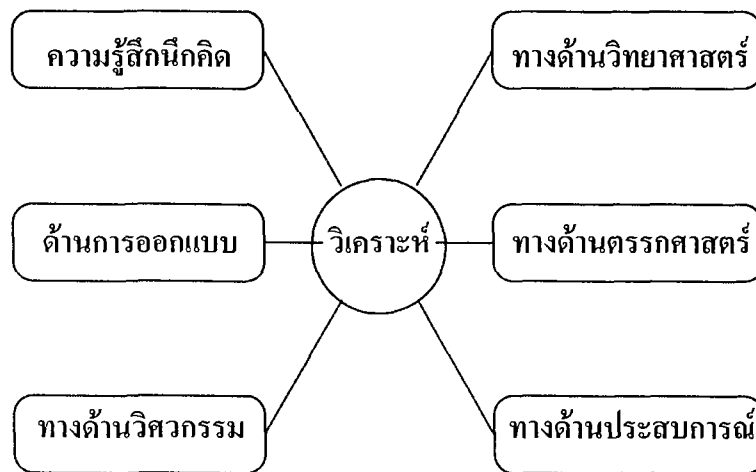 ความรู้สึกนึกคิด
ทางด้านวิทยาศาสตร์
ด้านการออกแบบ
วิเคราะห์
ทางด้านตรรกศาสตร์
ทางด้านวิศวกรรม
ทางด้านประสบการณ์